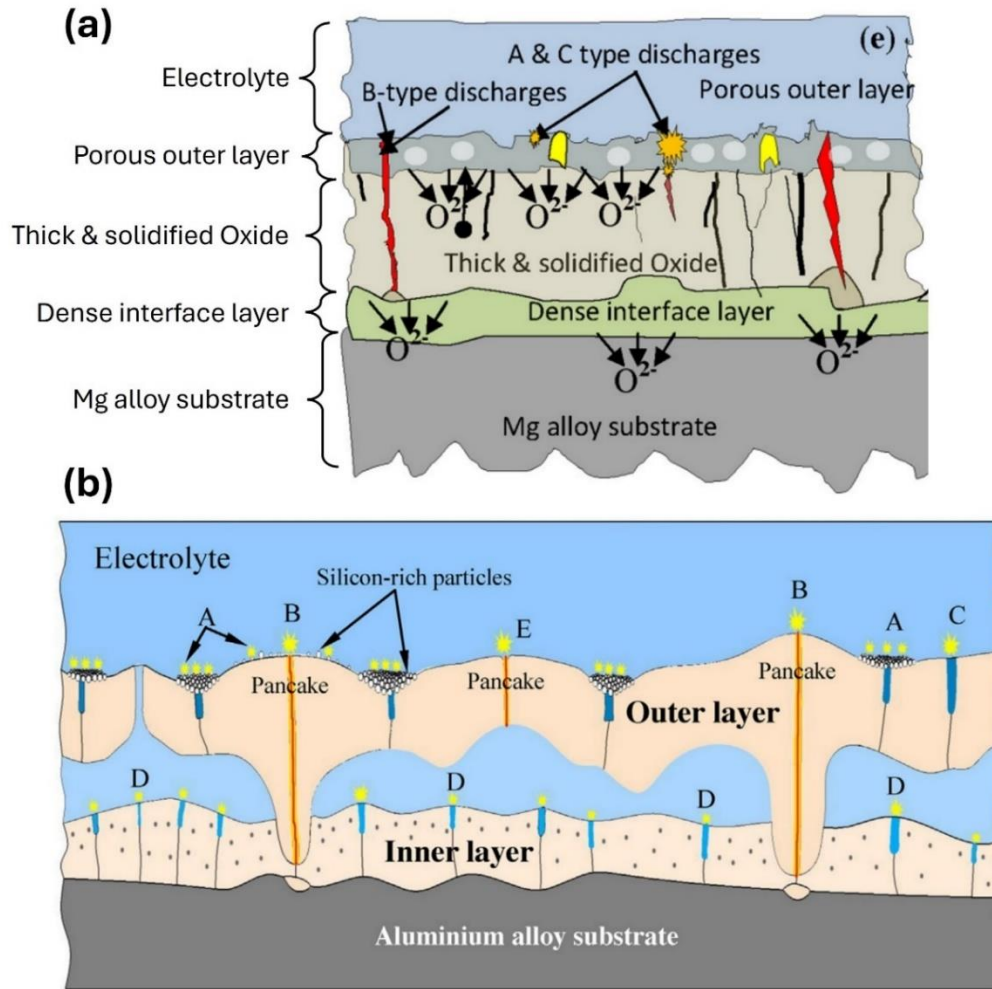 (a)
(e)
A & C type discharges
Electrolyte
B-type discharges
Porous outer layer
Porous outer layer
O²⁻
O²⁻
O²⁻
Thick & solidified Oxide
Thick & solidified Oxide
Dense interface layer
Dense interface layer
O²⁻
O²⁻
O²⁻
Mg alloy substrate
Mg alloy substrate
(b)
Electrolyte
Silicon-rich particles
A
B
E
B
A
C
Pancake
Pancake
Pancake
Outer layer
D
D
D
D
Inner layer
Aluminium alloy substrate